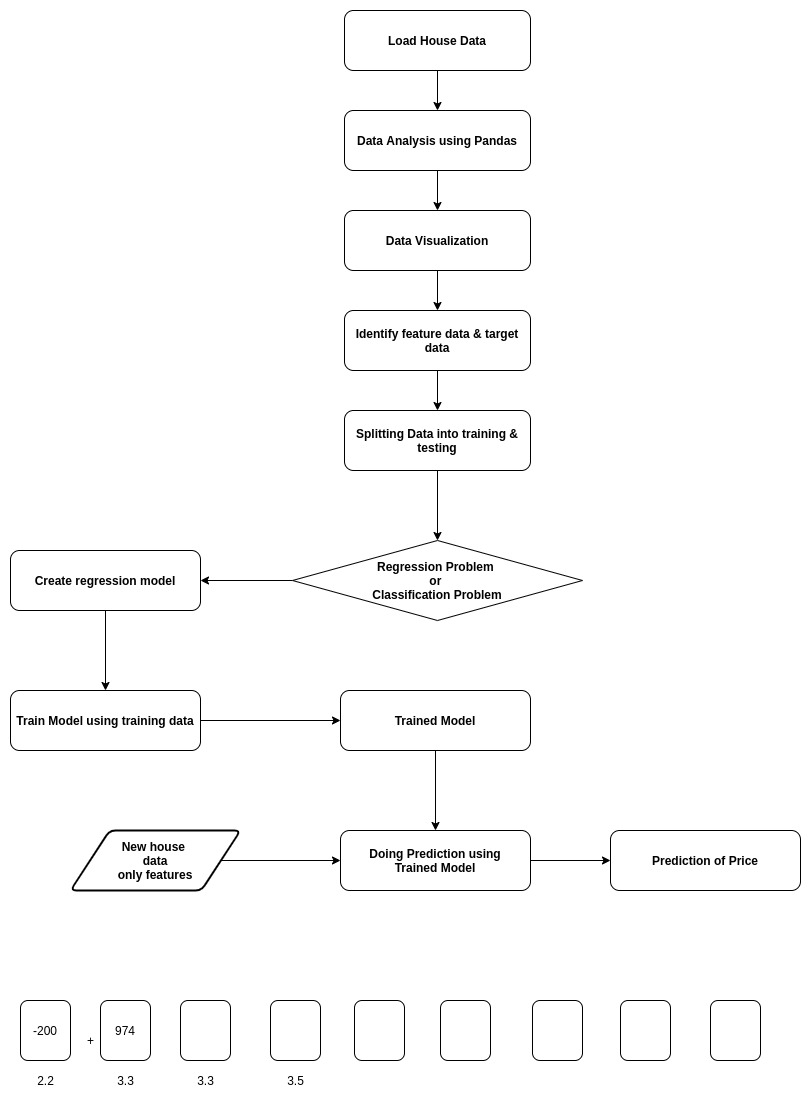 Load House Data
Data Analysis using Pandas
Data Visualization
Identify feature data & target
data
Splitting Data into training &
testing
Regression Problem
or
Classification Problem
Create regression model
Train Model using training data
Trained Model
New house
data
only features
Doing Prediction using
Trained Model
Prediction of Price
-200
+
974
2.2
3.3
3.3
3.5